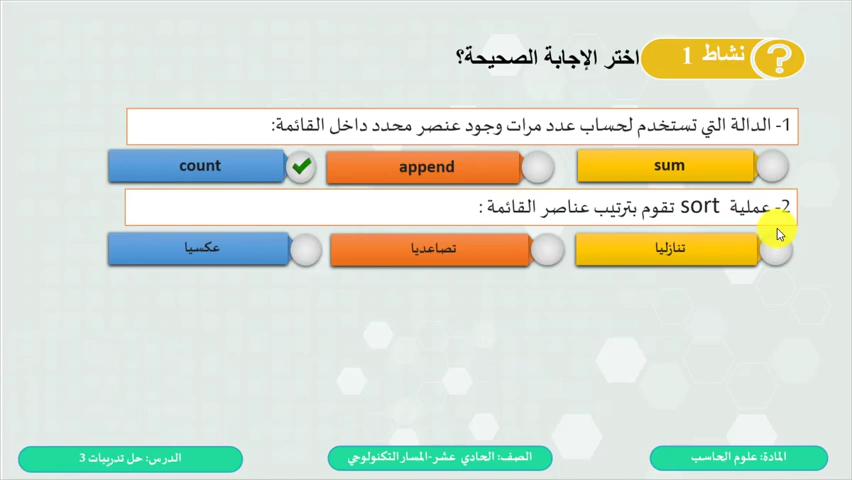 نشاط 1
اختر الإجابة الصحيحة؟
1- الدالة التي تستخدم لحساب عدد مرات وجود عنصر محدد داخل القائمة:
sum
append
count
2- عملية sort تقوم بترتيب عناصر القائمة :
تنازليا
تصاعديا
عكسيا
المادة: علوم الحاسب
الصف: الحادي عشر-المسار التكنولوجي
الدرس: حل تدريبات 3